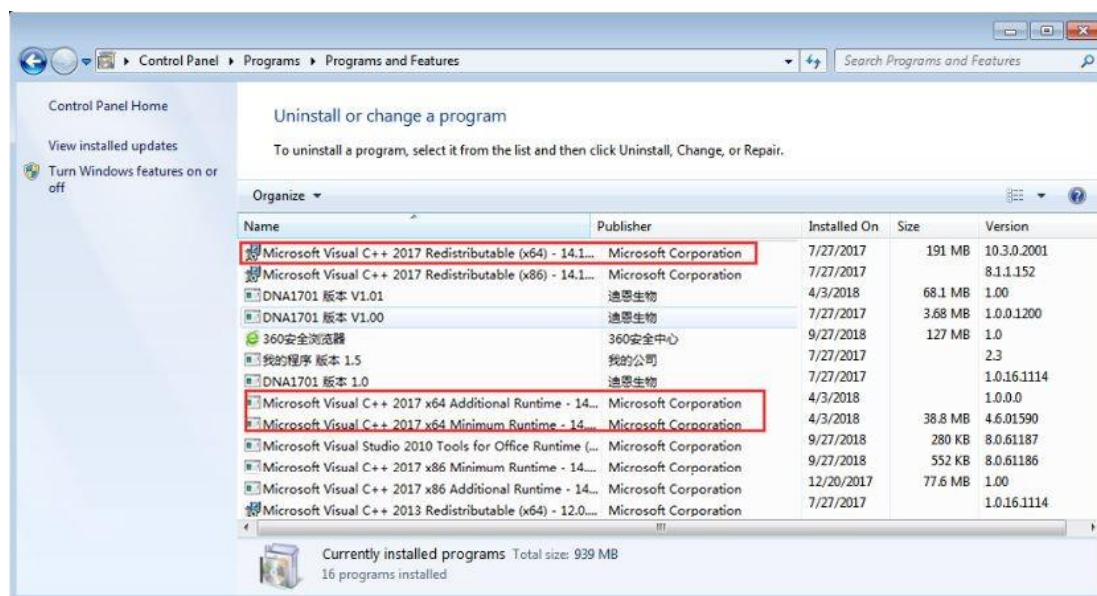 Control Panel Programs Programs and Features Search Programs and Features
Control Panel Home
View installed updates
Turn Windows features on or
off
Uninstall or change a program
To uninstall a program, select it from the list and then click Uninstall, Change, or Repair.
Organize
Name Publisher Installed On Size Version
Microsoft Visual C++ 2017 Redistributable (x64) - 14.1... Microsoft Corporation 7/27/2017 191 MB 10.3.0.2001
Microsoft Visual C++ 2017 Redistributable (x86) - 14.1... Microsoft Corporation 7/27/2017 8.1.1.152
DNA1701 版本 V1.01 迪恩生物 4/3/2018 68.1 MB 1.00
DNA1701 版本 V1.00 迪恩生物 7/27/2017 3.68 MB 1.0.0.1200
360安全浏览器 360安全中心 9/27/2018 127 MB 1.0
我的程序 版本 1.5 我的公司 7/27/2017 2.3
DNA1701 版本 1.0 迪恩生物 7/27/2017 1.0.16.1114
Microsoft Visual C++ 2017 x64 Additional Runtime - 14... Microsoft Corporation 4/3/2018 1.0.0.0
Microsoft Visual C++ 2017 x64 Minimum Runtime - 14.... Microsoft Corporation 4/3/2018 38.8 MB 4.6.01590
Microsoft Visual Studio 2010 Tools for Office Runtime (... Microsoft Corporation 9/27/2018 280 KB 8.0.61187
Microsoft Visual C++ 2017 x86 Minimum Runtime - 14.... Microsoft Corporation 9/27/2018 552 KB 8.0.61186
Microsoft Visual C++ 2017 x86 Additional Runtime - 14... Microsoft Corporation 12/20/2017 77.6 MB 1.00
Microsoft Visual C++ 2013 Redistributable (x64) - 12.0.... Microsoft Corporation 7/27/2017 1.0.16.1114
Currently installed programs Total size: 939 MB
16 programs installed